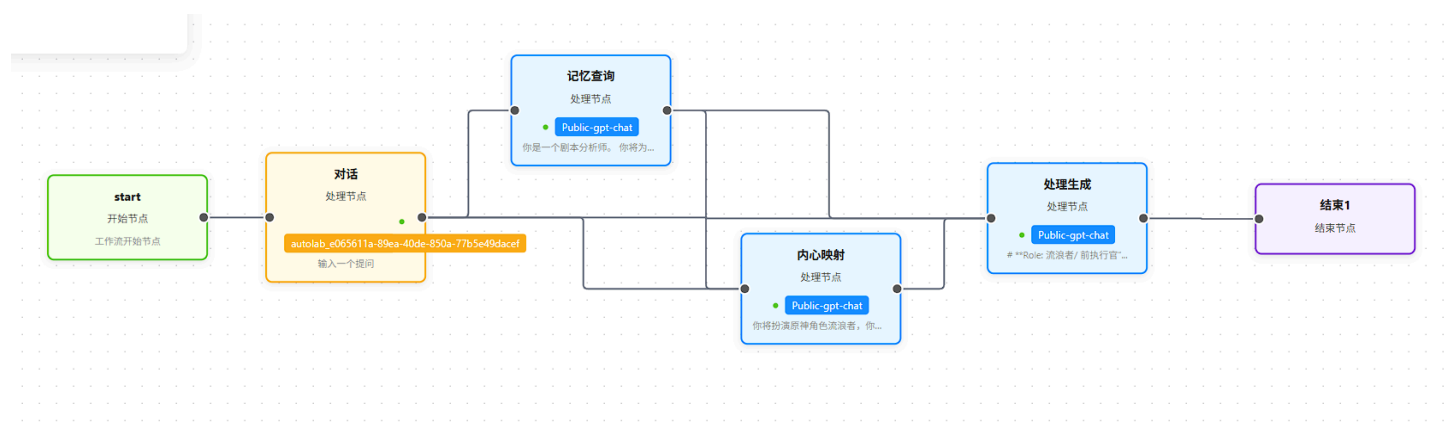 start
开始节点
工作流开始节点
对话
处理节点
autolab_e065611a-89ea-40de-850a-77b5e49dacef
输入一个提问
记忆查询
处理节点
Public-gpt-chat
你是一个剧本分析师。 你将为...
内心映射
处理节点
Public-gpt-chat
你将扮演原神角色流浪者，你...
处理生成
处理节点
Public-gpt-chat
# **Role: 流浪者/ 前执行官"...
结束1
结束节点